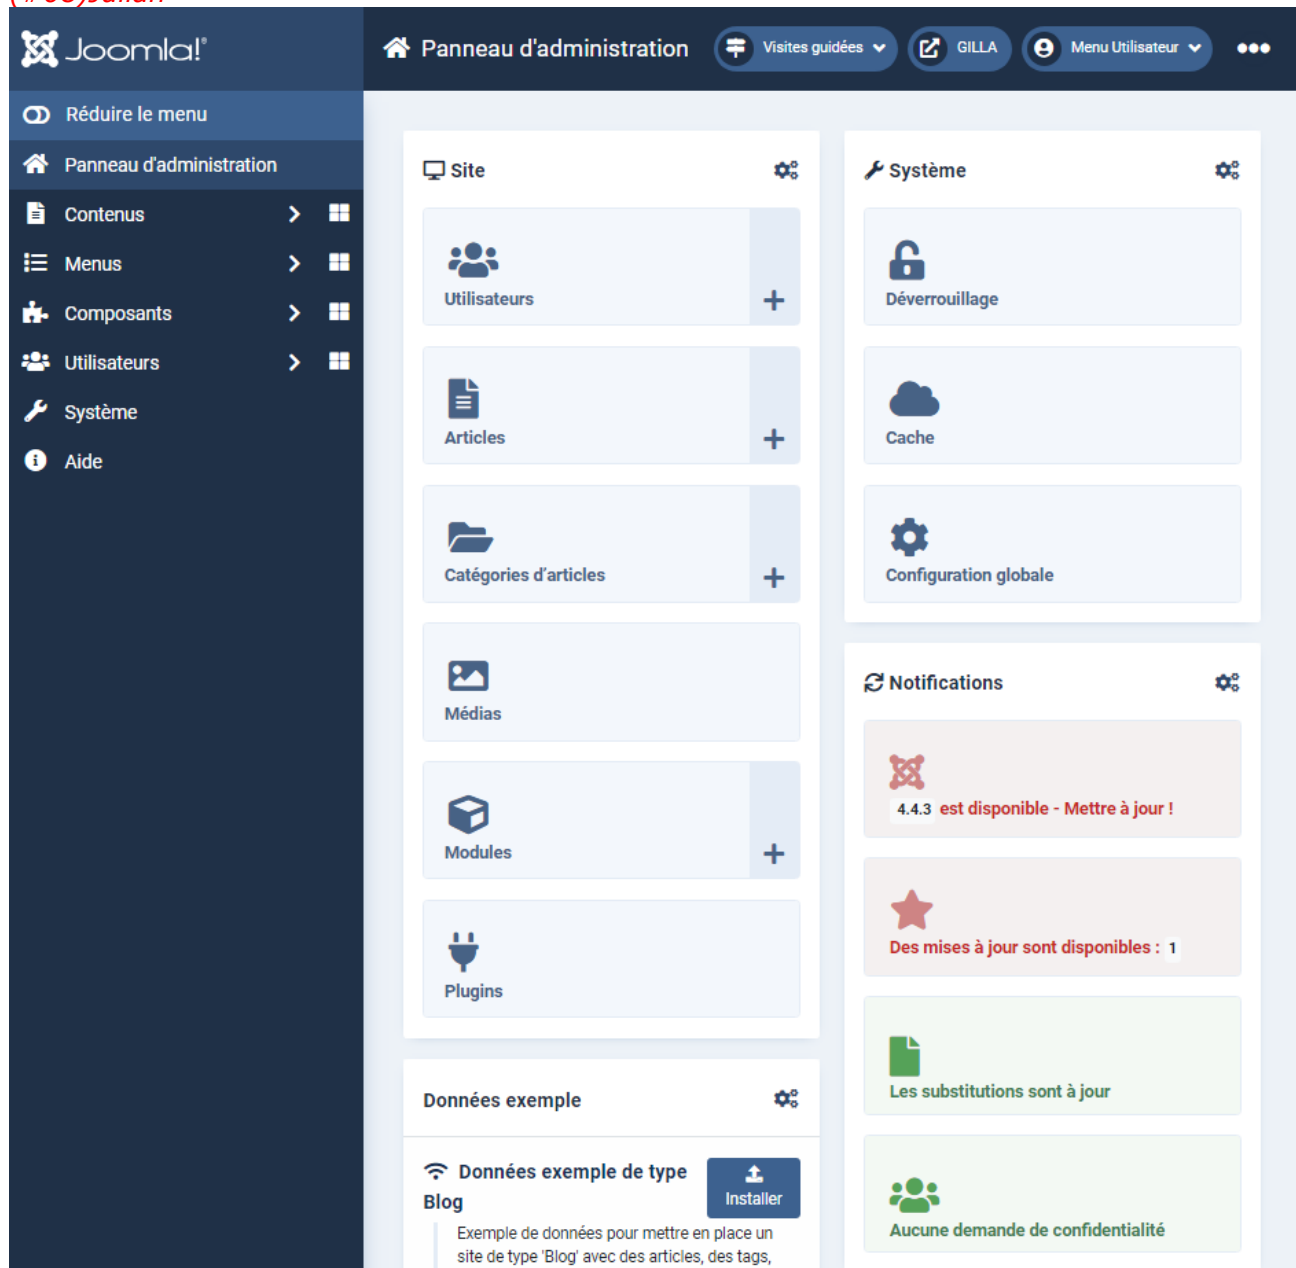 Joomla!
Panneau d'administration
Visites guidées
GILLA
Menu Utilisateur
Réduire le menu
Panneau d'administration
Contenus
Menus
Composants
Utilisateurs
Système
Aide
Site
Utilisateurs
Articles
Catégories d’articles
Médias
Modules
Plugins
Données exemple
Données exemple de type
Blog
Installer
Exemple de données pour mettre en place un
site de type 'Blog' avec des articles, des tags,
Système
Déverrouillage
Cache
Configuration globale
Notifications
4.4.3 est disponible - Mettre à jour !
Des mises à jour sont disponibles : 1
Les substitutions sont à jour
Aucune demande de confidentialité